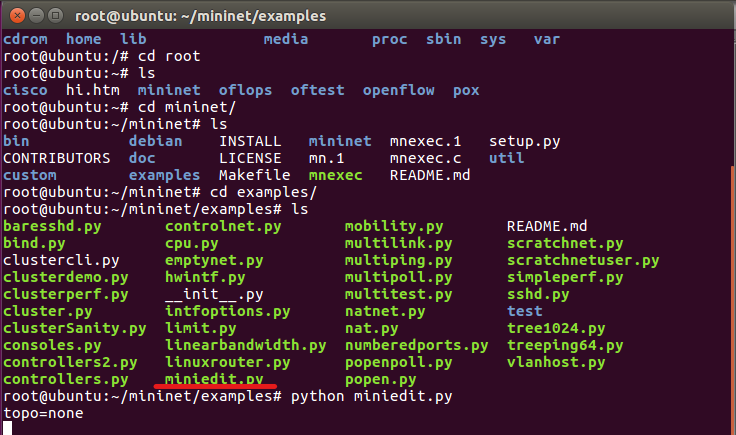 root@ubuntu: ~/mininet/examples
cdrom  home  lib             media       proc  sbin  sys   var
root@ubuntu:/# cd root
root@ubuntu:~# ls
cisco  hi.htm  mininet  oflops  oftest  openflow  pox
root@ubuntu:~# cd mininet/
root@ubuntu:~/mininet# ls
bin           debian    INSTALL   mininet  mnexec.1   setup.py
CONTRIBUTORS  doc       LICENSE   mn.1     mnexec.c   util
custom        examples  Makefile  mnexec   README.md
root@ubuntu:~/mininet# cd examples/
root@ubuntu:~/mininet/examples# ls
baresshd.py       controlnet.py       mobility.py       README.md
bind.py           cpu.py              multilink.py      scratchnet.py
clustercli.py     emptynet.py         multiping.py      scratchnetuser.py
clusterdemo.py    hwintf.py           multipoll.py      simpleperf.py
clusterperf.py    __init__.py         multitest.py      sshd.py
cluster.py        intfoptions.py      natnet.py         test
clusterSanity.py  limit.py            nat.py            tree1024.py
consoles.py       linearbandwidth.py  numberedports.py  treeping64.py
controllers2.py   linuxrouter.py      popenpoll.py      vlanhost.py
controllers.py    miniedit.py         popen.py
root@ubuntu:~/mininet/examples# python miniedit.py
topo=none